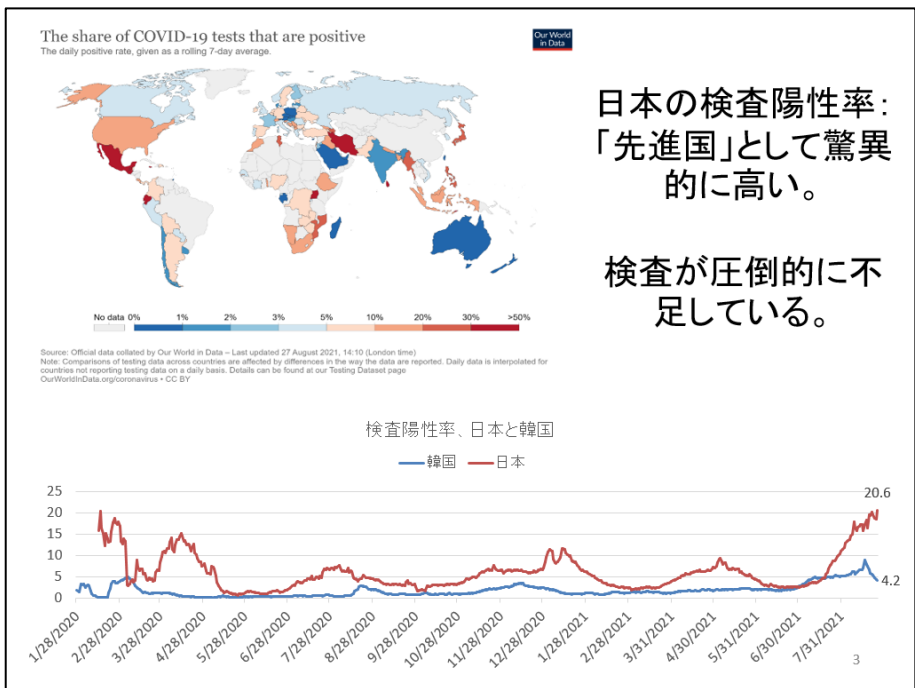 The share of COVID-19 tests that are positive
The daily positive rate, given as a rolling 7-day average.
Our World
in Data
日本の検査陽性率：
「先進国」として驚異
的に高い。
検査が圧倒的に不
足している。
No data 0% 1% 2% 3% 5% 10% 20% 30% >50%
Source: Official data collated by Our World in Data – Last updated 27 August 2021, 14:10 (London time)
Note: Comparisons of testing data across countries are affected by differences in the way the data are reported. Daily data is interpolated for
countries not reporting testing data on a daily basis. Details can be found at our Testing Dataset page
OurWorldInData.org/coronavirus • CC BY
検査陽性率、日本と韓国
韓国 日本
25
20
15
10
5
0
20.6
4.2
1/28/2020 2/28/2020 3/28/2020 4/28/2020 5/28/2020 6/28/2020 7/28/2020 8/28/2020 9/28/2020 10/28/2020 11/28/2020 12/28/2020 1/28/2021 2/28/2021 3/31/2021 4/30/2021 5/31/2021 6/30/2021 7/31/2021
3